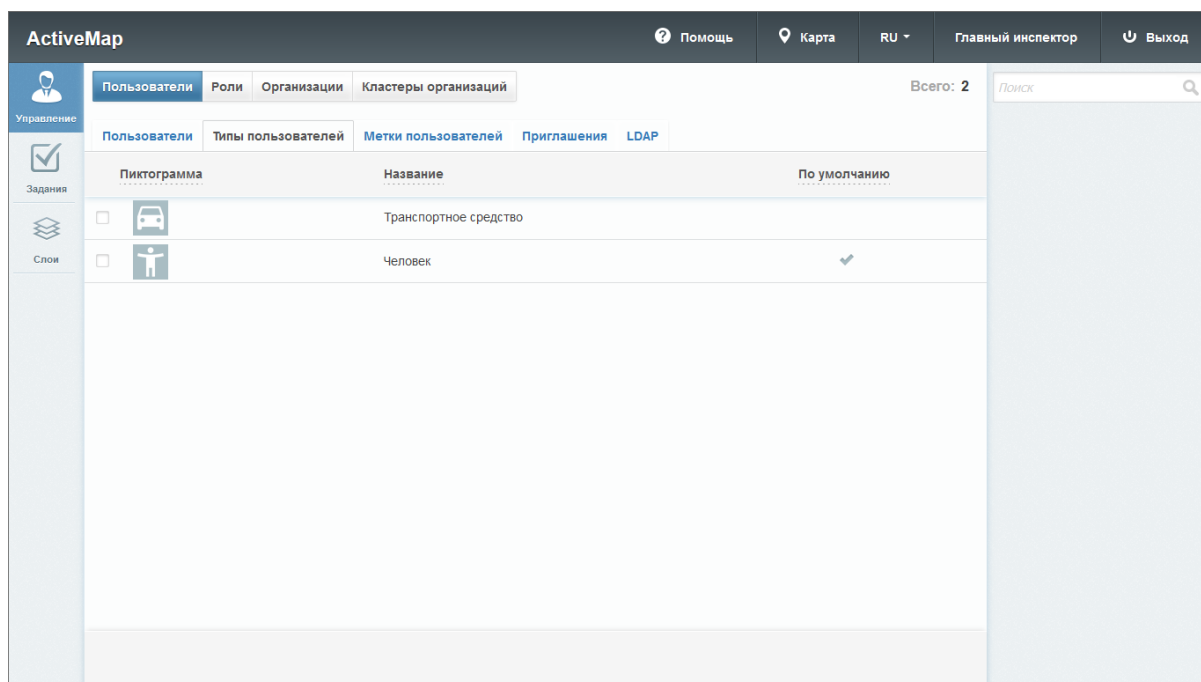 ActiveMap Помощь Карта RU Главный инспектор Выход
Управление
Задания
Слои
Пользователи Роли Организации Кластеры организаций Всего: 2 Поиск
Пользователи Типы пользователей Метки пользователей Приглашения LDAP
Пиктограмма Название По умолчанию
Транспортное средство
Человек